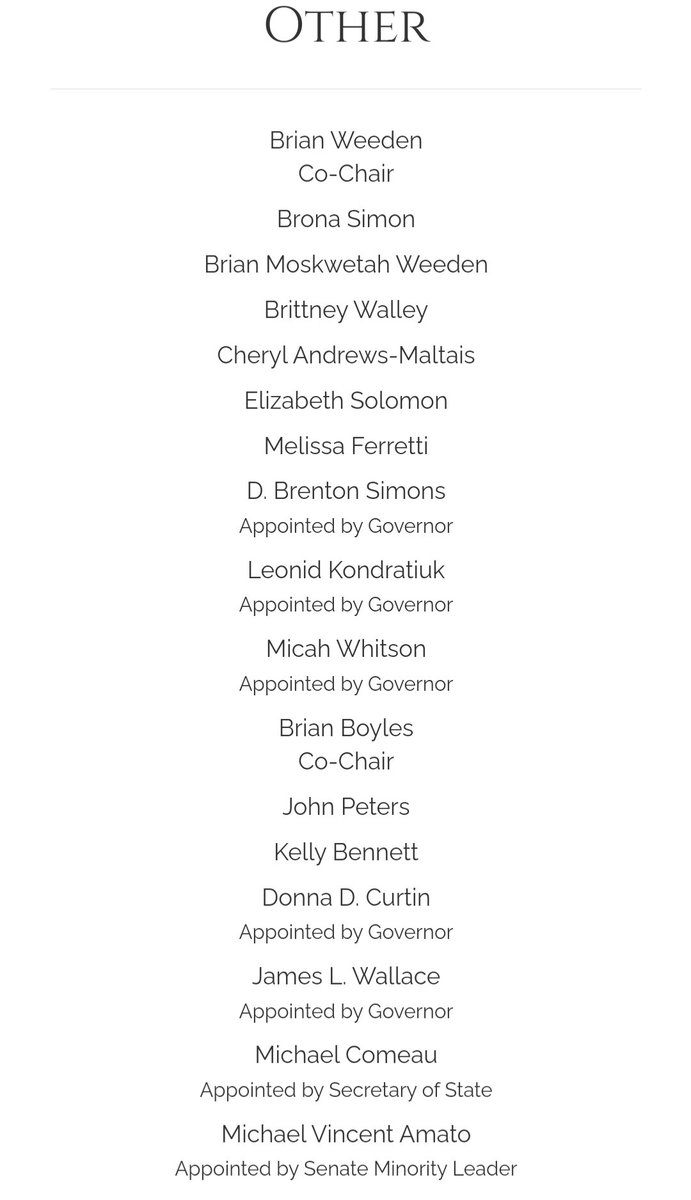 OTHER
Brian Weeden
Co-Chair
Brona Simon
Brian Moskwetah Weeden
Brittney Walley
Cheryl Andrews-Maltais
Elizabeth Solomon
Melissa Ferretti
D. Brenton Simons
Appointed by Governor
Leonid Kondratiuk
Appointed by Governor
Micah Whitson
Appointed by Governor
Brian Boyles
Co-Chair
John Peters
Kelly Bennett
Donna D. Curtin
Appointed by Governor
James L. Wallace
Appointed by Governor
Michael Comeau
Appointed by Secretary of State
Michael Vincent Amato
Appointed by Senate Minority Leader